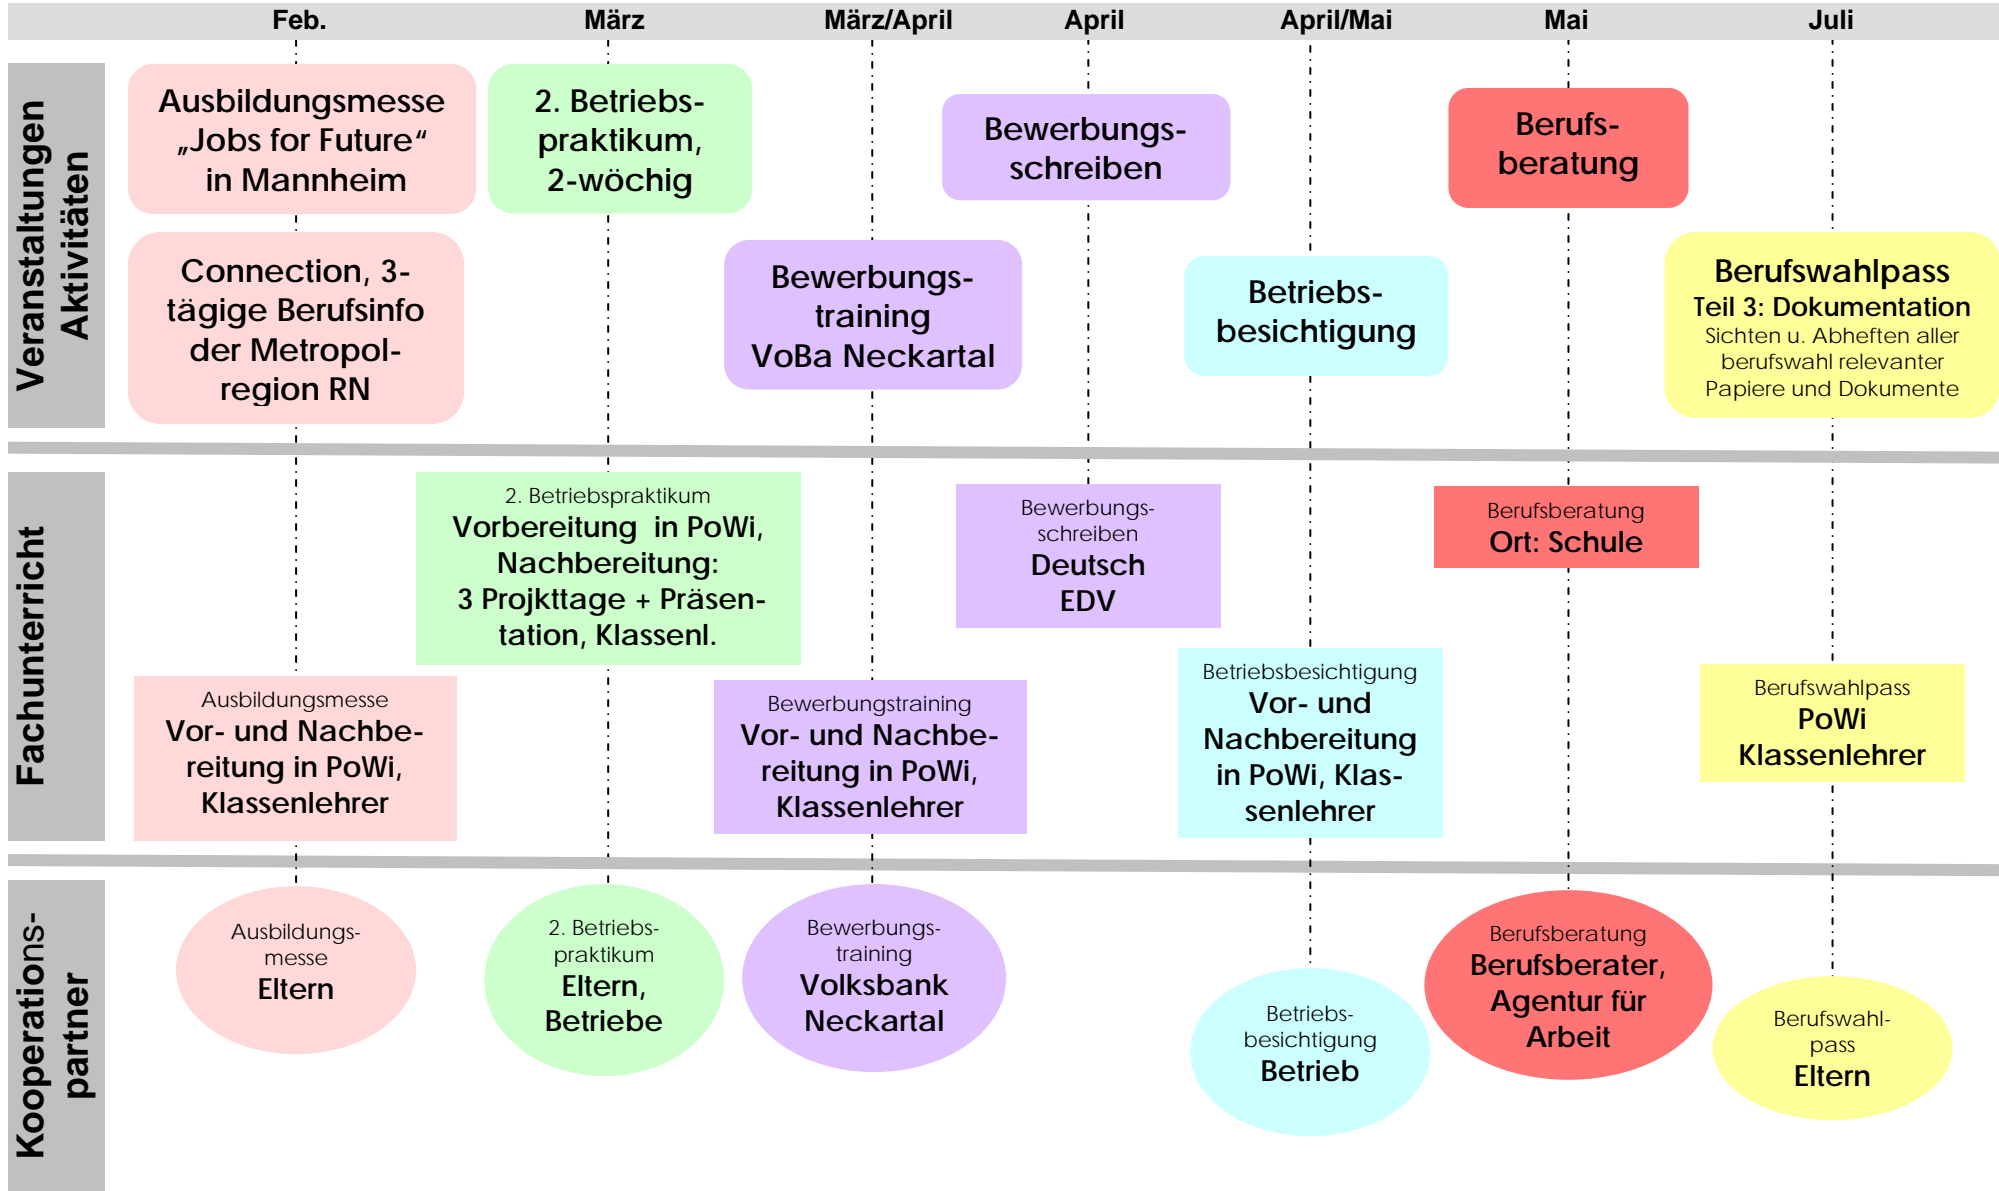 Feb. März März/April April April/Mai Mai Juli
Veranstaltungen
Aktivitäten
Ausbildungsmesse
„Jobs for Future“
in Mannheim
2. Betriebs-
praktikum,
2-wöchig
Bewerbungs-
schreiben
Berufs-
beratung
Connection, 3-
tägige Berufsinfo
der Metropol-
region RN
Bewerbungs-
training
VoBa Neckartal
Betriebs-
besichtigung
Berufswahlpass
Teil 3: Dokumentation
Sichten u. Abheften aller
berufswahl relevanter
Papiere und Dokumente
Fachunterricht
2. Betriebspraktikum
Vorbereitung in PoWi,
Nachbereitung:
3 Projkttage + Präsen-
tation, Klassenl.
Bewerbungs-
schreiben
Deutsch
EDV
Berufsberatung
Ort: Schule
Ausbildungsmesse
Vor- und Nachbe-
reitung in PoWi,
Klassenlehrer
Bewerbungstraining
Vor- und Nachbe-
reitung in PoWi,
Klassenlehrer
Betriebsbesichtigung
Vor- und
Nachbereitung
in PoWi, Klas-
senlehrer
Berufswahlpass
PoWi
Klassenlehrer
Kooperations-
partner
Ausbildungs-
messe
Eltern
2. Betriebs-
praktikum
Eltern,
Betriebe
Bewerbungs-
training
Volksbank
Neckartal
Betriebs-
besichtigung
Betrieb
Berufsberatung
Berufsberater,
Agentur für
Arbeit
Berufswahl-
pass
Eltern